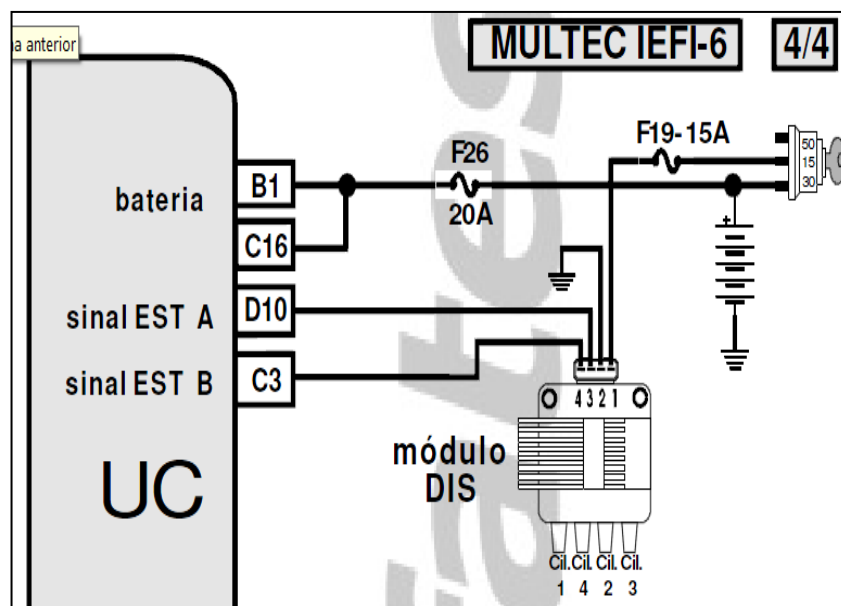 na anterior
MULTEC IEFI-6
4/4
F19-15A
50
15
30
F26
20A
bateria
B1
C16
sinal EST A
D10
sinal EST B
C3
UC
4 3 2 1
módulo
DIS
Cil. Cil. Cil. Cil.
1 4 2 3